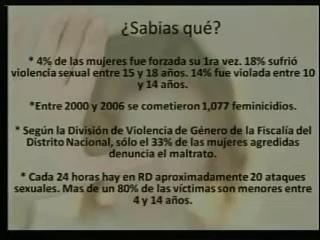 ¿Sabias qué?
* 4% de las mujeres fue forzada su 1ra vez. 18% sufrió
violencia sexual entre 15 y 18 años. 14% fue violada entre 10
y 14 años.
*Entre 2000 y 2006 se cometieron 1,077 feminicidios.
* Según la División de Violencia de Género de la Fiscalía del
Distrito Nacional, sólo el 33% de las mujeres agredidas
denuncia el maltrato.
* Cada 24 horas hay en RD aproximadamente 20 ataques
sexuales. Mas de un 80% de las víctimas son menores entre
4 y 14 años.